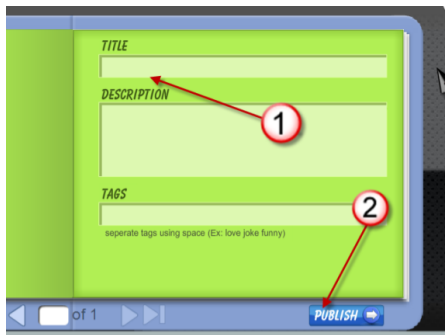 TITLE
DESCRIPTION
1
TAGS
2
seperate tags using space (Ex: love joke funny)
of 1
PUBLISH